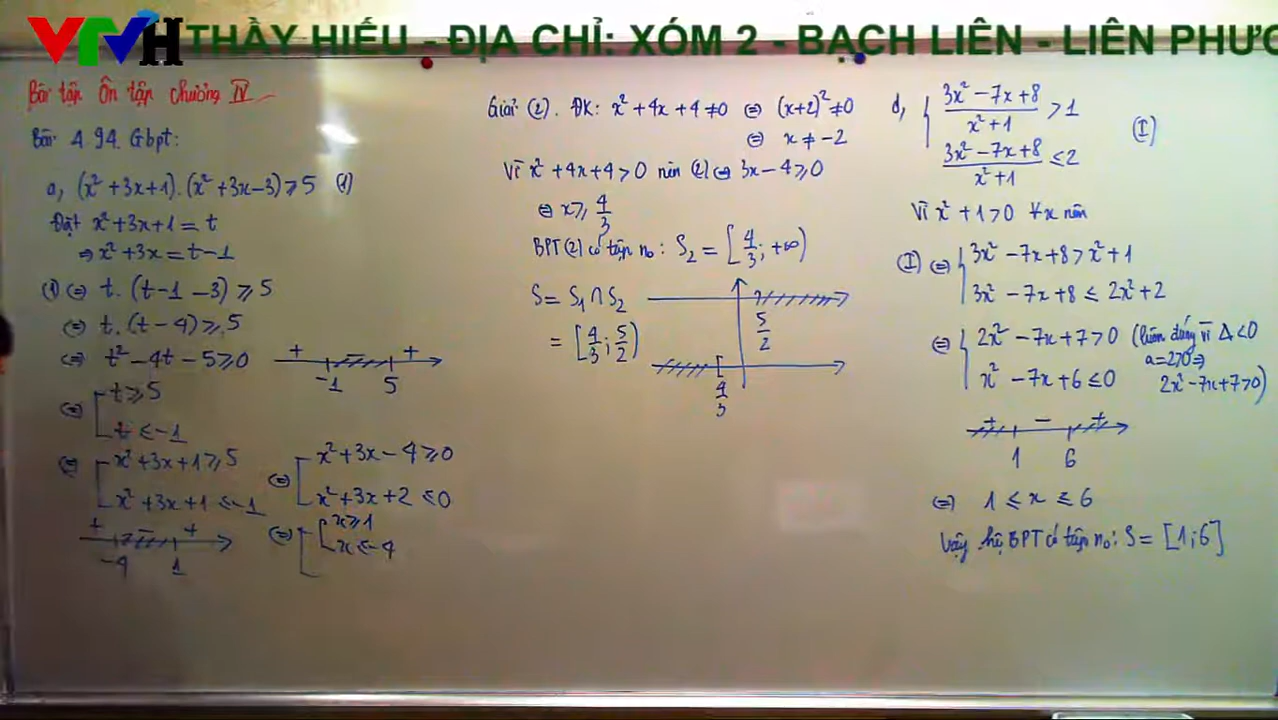 VTVH THẦY HIẾU - ĐỊA CHỈ: XÓM 2 - BẠCH LIÊN - LIÊN PHƯƠ
Bài tập Ôn tập chương IV
Bài 4.94. Gbpt:
a, (x² + 3x + 1).(x² + 3x - 3) ≥ 5 (1)
Đặt x² + 3x + 1 = t
⇒ x² + 3x = t - 1
(1) ⇔ t.(t - 1 - 3) ≥ 5
⇔ t.(t - 4) ≥ 5
⇔ t² - 4t - 5 ≥ 0
+ - +
-1 5
⇔ [ t ≥ 5
t ≤ -1
⇔ [ x² + 3x + 1 ≥ 5
x² + 3x + 1 ≤ -1
⇔ [ x² + 3x - 4 ≥ 0
x² + 3x + 2 ≤ 0
+ - +
-4 1
⇔ [ [ x ≥ 1
x ≤ -4
Giải (2). ĐK: x² + 4x + 4 ≠ 0 ⇔ (x+2)² ≠ 0
⇔ x ≠ -2
Vì x² + 4x + 4 > 0 nên (2) ⇔ 3x - 4 ≥ 0
⇔ x ≥ 4/3
BPT (2) có tập n₀: S₂ = [4/3; +∞)
S = S₁ ∩ S₂
= [4/3; 5/2)
5/2
4/3
d, { (3x² - 7x + 8)/(x² + 1) > 1
(3x² - 7x + 8)/(x² + 1) ≤ 2
(I)
Vì x² + 1 > 0 ∀x nên
(I) ⇔ { 3x² - 7x + 8 > x² + 1
3x² - 7x + 8 ≤ 2x² + 2
⇔ { 2x² - 7x + 7 > 0 (luôn đúng vì Δ < 0
a = 2 > 0 ⇒
x² - 7x + 6 ≤ 0 2x² - 7x + 7 > 0)
+ - +
1 6
⇔ 1 ≤ x ≤ 6
Vậy hệ BPT có tập n₀: S = [1; 6]